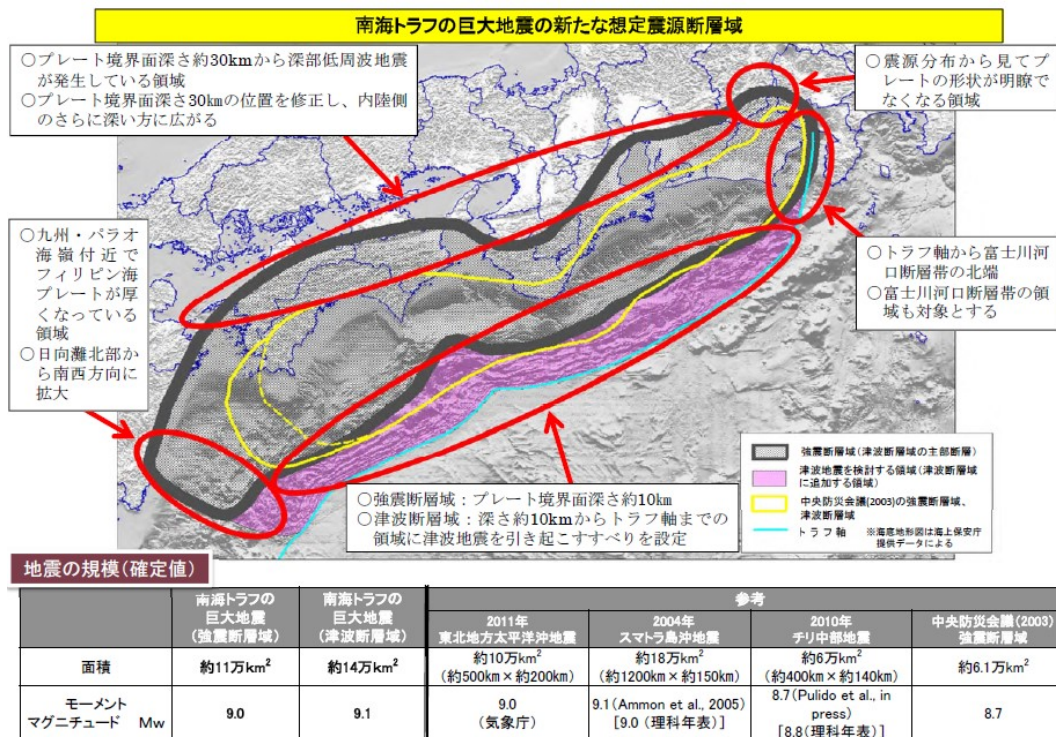 南海トラフの巨大地震の新たな想定震源断層域
○プレート境界面深さ約30kmから深部低周波地震
が発生している領域
○プレート境界面深さ30kmの位置を修正し、内陸側
のさらに深い方に広がる
○震源分布から見て
プレートの形状が明瞭で
なくなる領域
○九州・パラオ
海嶺付近で
フィリピン海
プレートが厚
くなっている
領域
○日向灘北部か
ら南西方向に
拡大
○トラフ軸から富士川河
口断層帯の北端
○富士川河口断層帯の領
域も対象とする
○強震断層域：プレート境界面深さ約10km
○津波断層域：深さ約10kmからトラフ軸までの
領域に津波地震を引き起こすすべりを設定
強震断層域(津波断層域の主部断層)
津波地震を検討する領域(津波断層域
に追加する領域)
中央防災会議(2003)の強震断層域、
津波断層域
トラフ軸 ※海底地形図は海上保安庁
提供データによる
地震の規模(確定値)
南海トラフの
巨大地震
(強震断層域)
南海トラフの
巨大地震
(津波断層域)
参考
2011年
東北地方太平洋沖地震
2004年
スマトラ島沖地震
2010年
チリ中部地震
中央防災会議(2003)
強震断層域
面積
約11万km²
約14万km²
約10万km²
(約500km×約200km)
約18万km²
(約1200km×約150km)
約6万km²
(約400km×約140km)
約6.1万km²
モーメント
マグニチュード Mw
9.0
9.1
9.0
(気象庁)
9.1(Ammon et al., 2005)
[9.0(理科年表)]
8.7(Pulido et al., in
press)
[8.8(理科年表)]
8.7